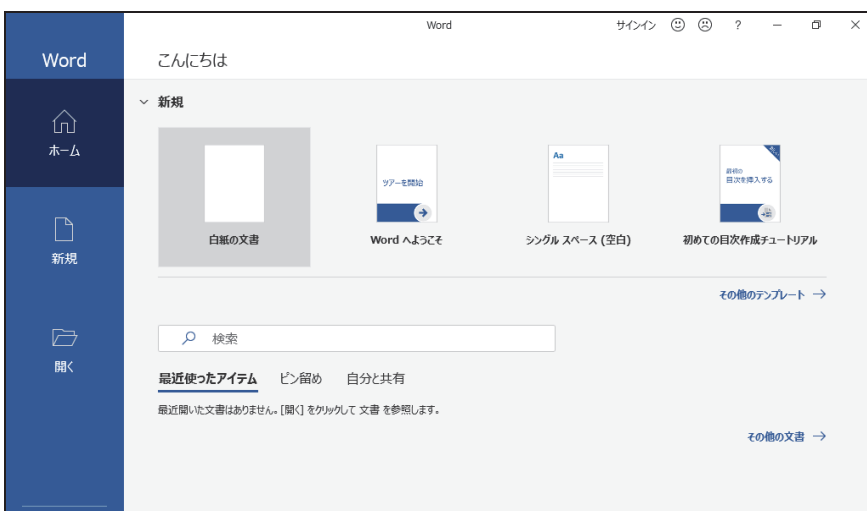 Word
サインイン
?
Word
こんにちは
新規
ホーム
新規
開く
ツアーを開始
Aa
最初の
目次を挿入する
白紙の文書
Word へようこそ
シングル スペース (空白)
初めての目次作成チュートリアル
その他のテンプレート →
検索
最近使ったアイテム ピン留め 自分と共有
最近開いた文書はありません。[開く] をクリックして 文書 を参照します。
その他の文書 →